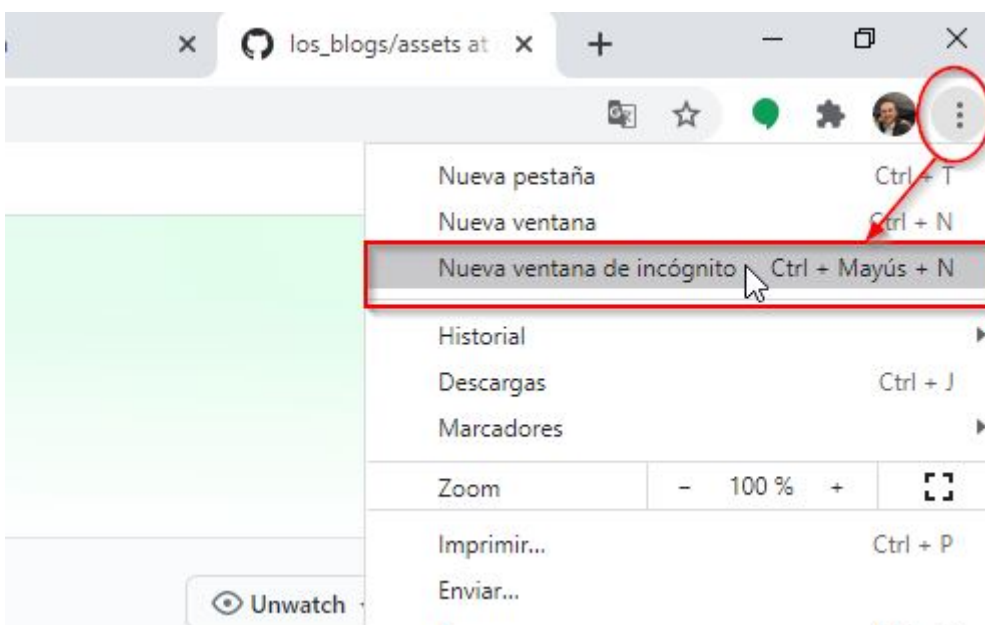 los_blogs/assets at
Nueva pestaña Ctrl + T
Nueva ventana Ctrl + N
Nueva ventana de incógnito Ctrl + Mayús + N
Historial
Descargas Ctrl + J
Marcadores
Zoom - 100 % +
Imprimir... Ctrl + P
Unwatch
Enviar...